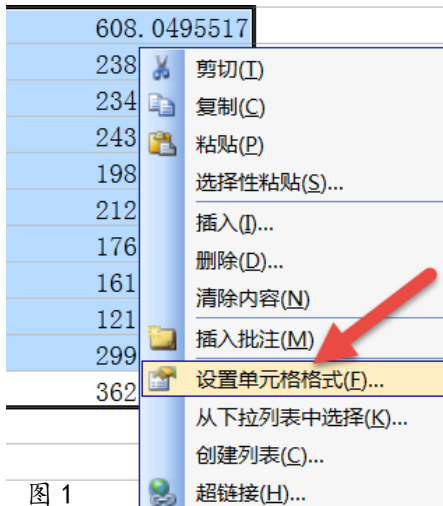 608.0495517
238
剪切(T)
234
复制(C)
243
粘贴(P)
198
选择性粘贴(S)...
212
插入(I)...
176
删除(D)...
161
清除内容(N)
121
插入批注(M)
299
设置单元格格式(F)...
362
从下拉列表中选择(K)...
创建列表(C)...
图 1
超链接(H)...